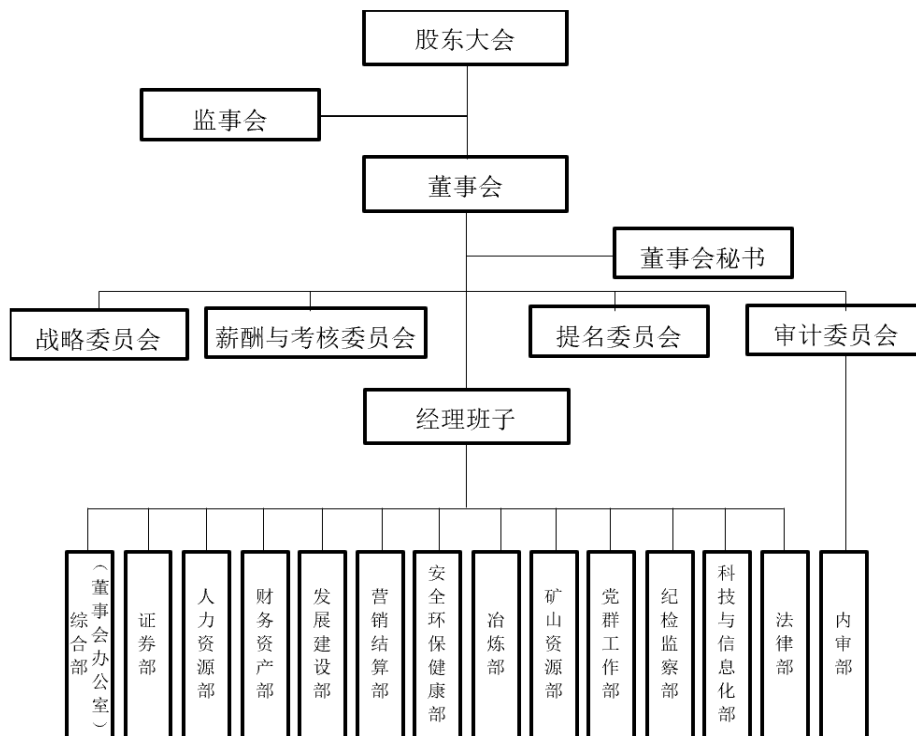 股东大会
监事会
董事会
董事会秘书
战略委员会
薪酬与考核委员会
提名委员会
审计委员会
经理班子
综合部
（董事会办公室）
证券部
人力资源部
财务资产部
发展建设部
营销结算部
安全环保健康部
冶炼部
矿山资源部
党群工作部
纪检监察部
科技与信息化部
法律部
内审部